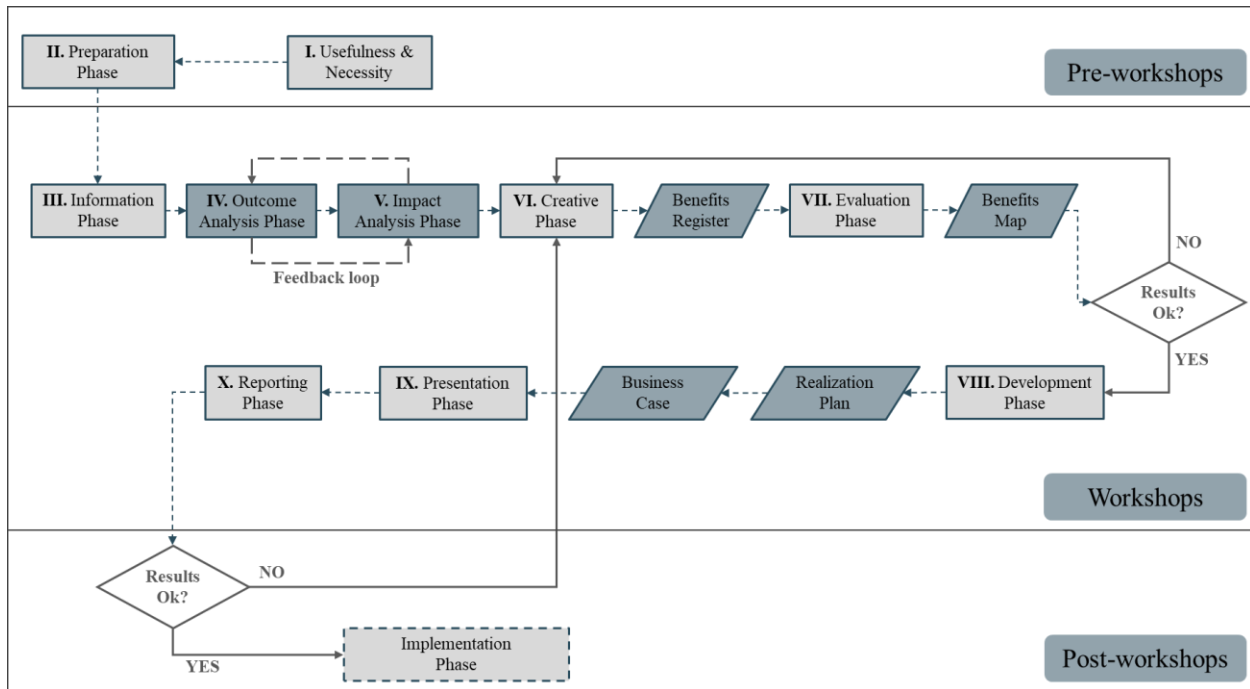 II. Preparation
Phase
I. Usefulness &
Necessity
Pre-workshops
III. Information
Phase
IV. Outcome
Analysis Phase
V. Impact
Analysis Phase
VI. Creative
Phase
Benefits
Register
VII. Evaluation
Phase
Benefits
Map
Feedback loop
NO
Results
Ok?
YES
X. Reporting
Phase
IX. Presentation
Phase
Business
Case
Realization
Plan
VIII. Development
Phase
Workshops
Results
Ok?
NO
YES
Implementation
Phase
Post-workshops